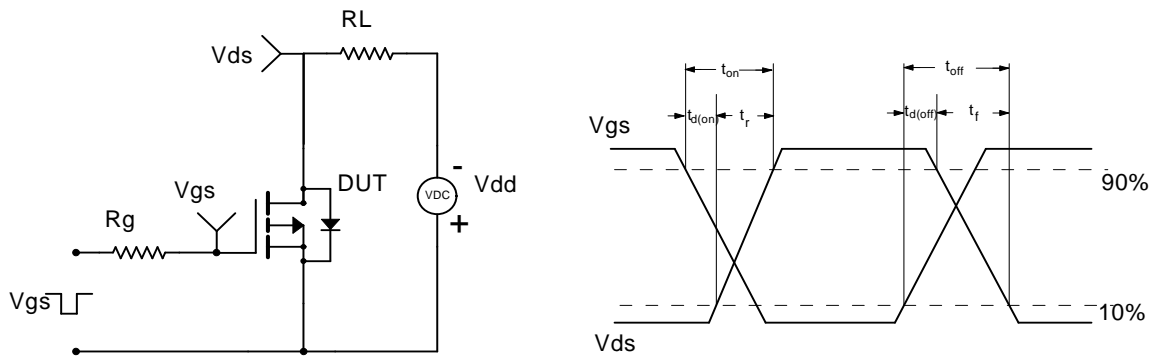 RL
Vds
Vgs
DUT
VDC
-
+
Vdd
Rg
Vgs
ton
toff
td(on)
tr
td(off)
tf
Vgs
90%
10%
Vds